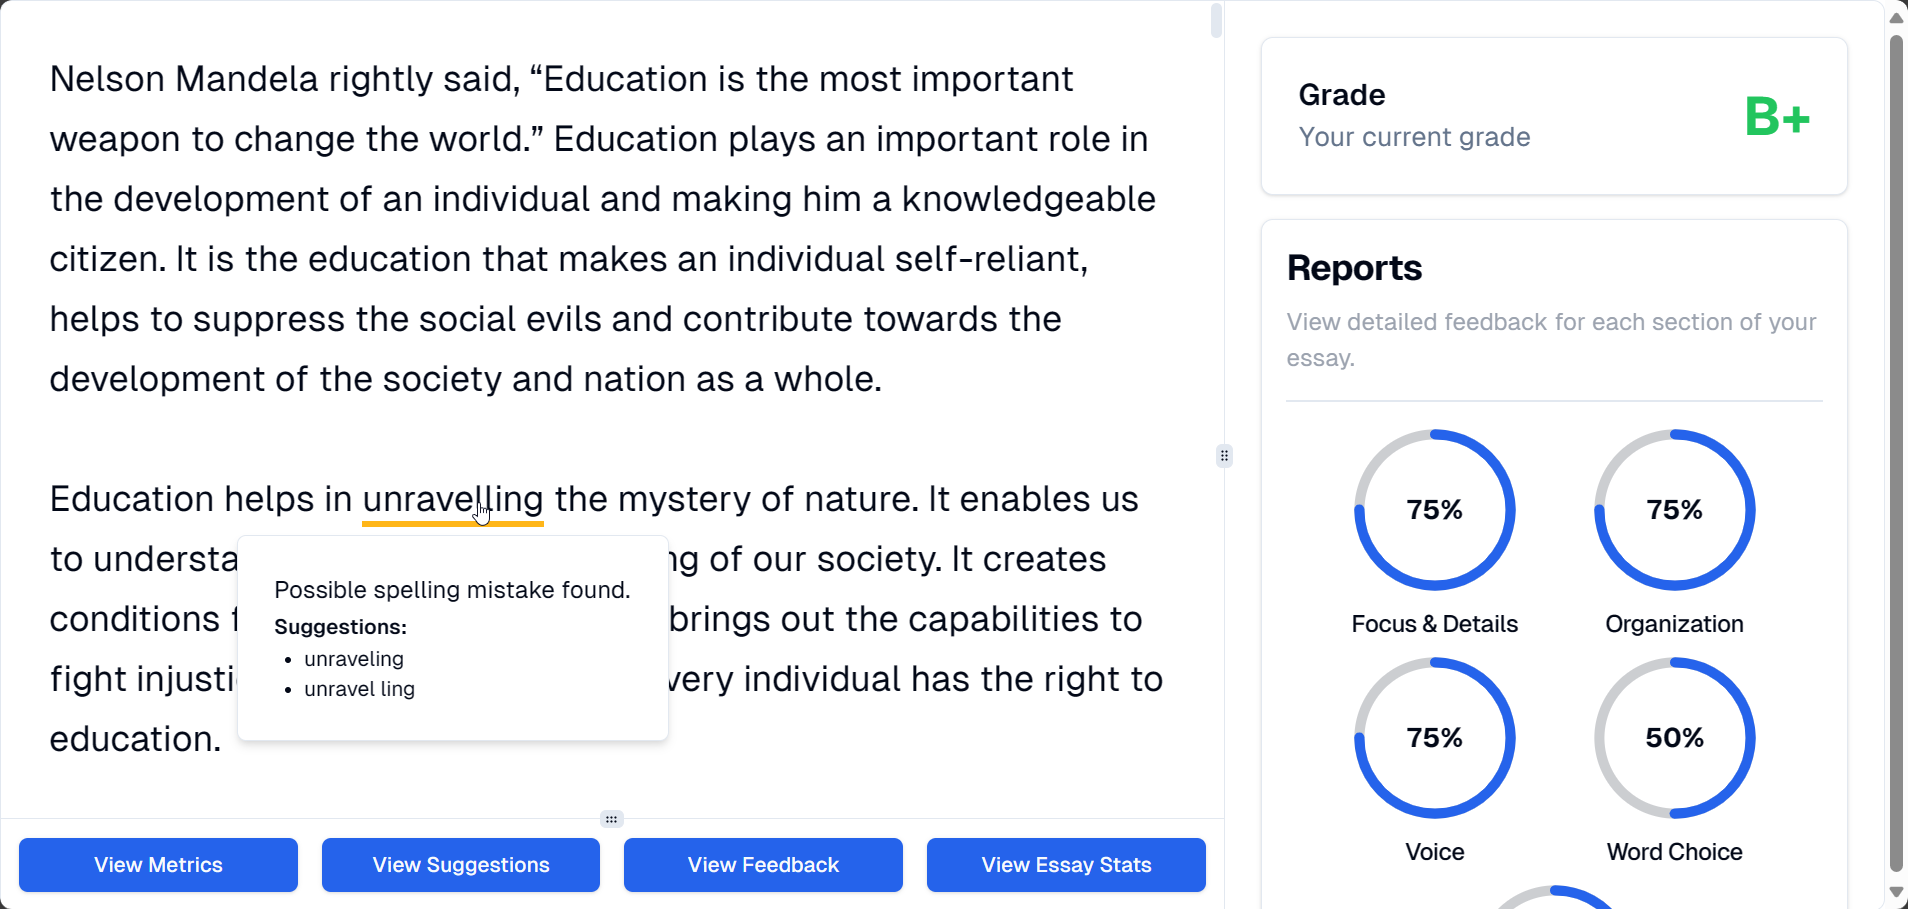 Nelson Mandela rightly said, “Education is the most important
weapon to change the world.” Education plays an important role in
the development of an individual and making him a knowledgeable
citizen. It is the education that makes an individual self-reliant,
helps to suppress the social evils and contribute towards the
development of the society and nation as a whole.
Education helps in unravelling the mystery of nature. It enables us
to understa ng of our society. It creates
conditions brings out the capabilities to
fight injusti very individual has the right to
education.
Possible spelling mistake found.
Suggestions:
• unraveling
• unravel ling
View Metrics
View Suggestions
View Feedback
View Essay Stats
Grade
Your current grade
B+
Reports
View detailed feedback for each section of your
essay.
75%
Focus & Details
75%
Organization
75%
Voice
50%
Word Choice